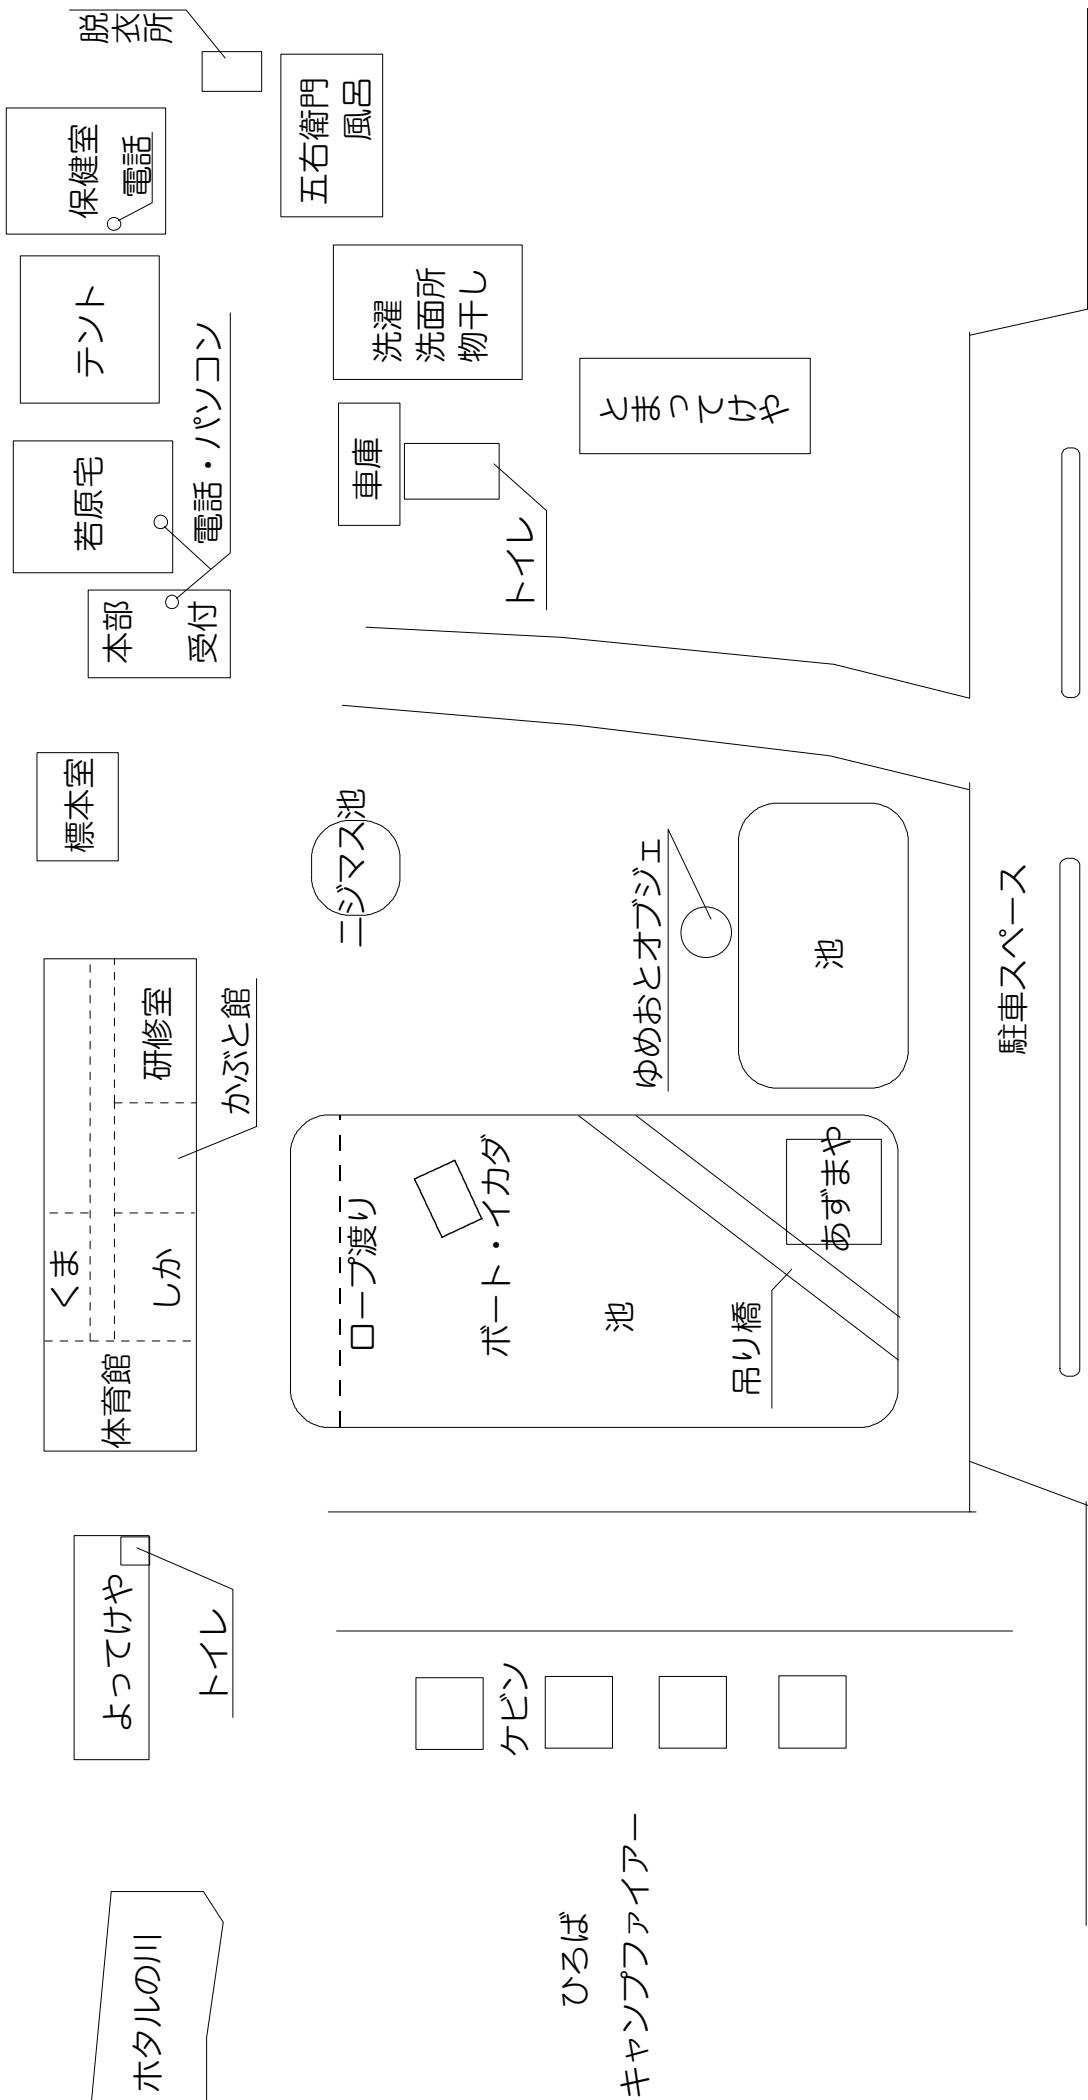 脱衣所
保健室
電話
五右衛門
風呂
テント
洗濯
洗面所
物干し
電話・パソコン
若原宅
車庫
トイレ
とまってけや
本部
受付
標本室
ニジマス池
ゆめおとオブジェ
池
駐車スペース
研修室
かぶと館
くま
しか
体育館
ロープ渡り
ボート・イカダ
池
あずまや
吊り橋
よってけや
トイレ
ケビン
ホタルの川
ひろば
キャンプファイアー